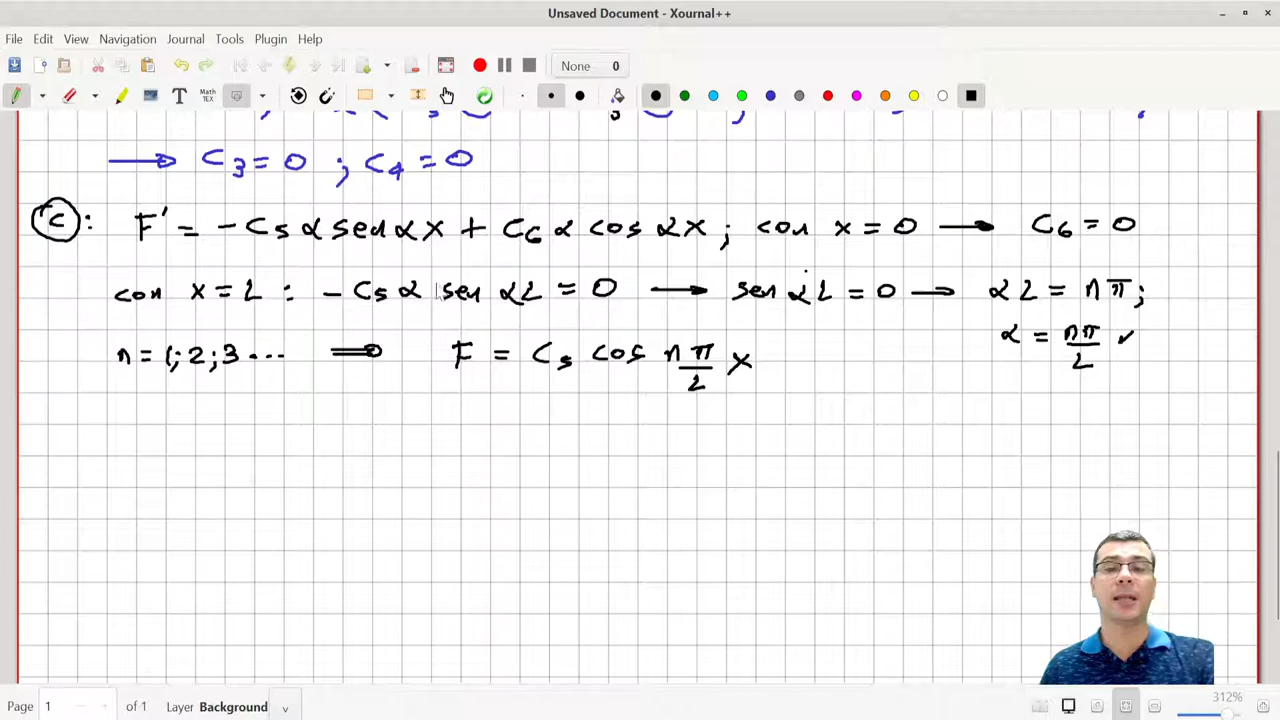 Unsaved Document - Xournal++
File Edit View Navigation Journal Tools Plugin Help
None 0
MATH TEX
→ C₃ = 0 ; C₄ = 0
(C): F' = - C₅ α sen αx + C₆ α cos αx ; con x = 0 → C₆ = 0
con x = L : - C₅ α sen αL = 0 → sen αL = 0 → αL = nπ ;
α = nπ/L ✓
n = 1; 2; 3 ... ⇒ F = C₅ cos nπ/L x
Page 1 of 1 Layer Background 312%